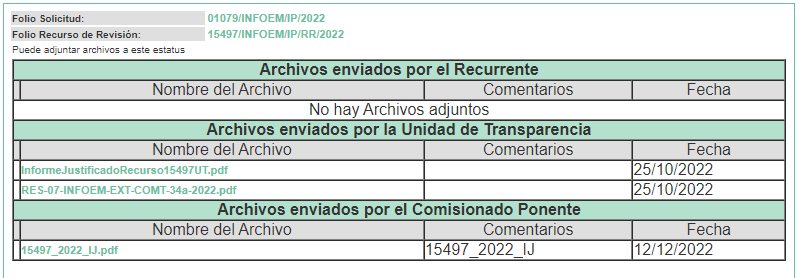 Folio Solicitud: 01079/INFOEM/IP/2022
Folio Recurso de Revisión: 15497/INFOEM/IP/RR/2022
Puede adjuntar archivos a este estatus
Archivos enviados por el Recurrente
Nombre del Archivo Comentarios Fecha
No hay Archivos adjuntos
Archivos enviados por la Unidad de Transparencia
Nombre del Archivo Comentarios Fecha
InformeJustificadoRecurso15497UT.pdf 25/10/2022
RES-07-INFOEM-EXT-COMT-34a-2022.pdf 25/10/2022
Archivos enviados por el Comisionado Ponente
Nombre del Archivo Comentarios Fecha
15497_2022_IJ.pdf 15497_2022_IJ 12/12/2022